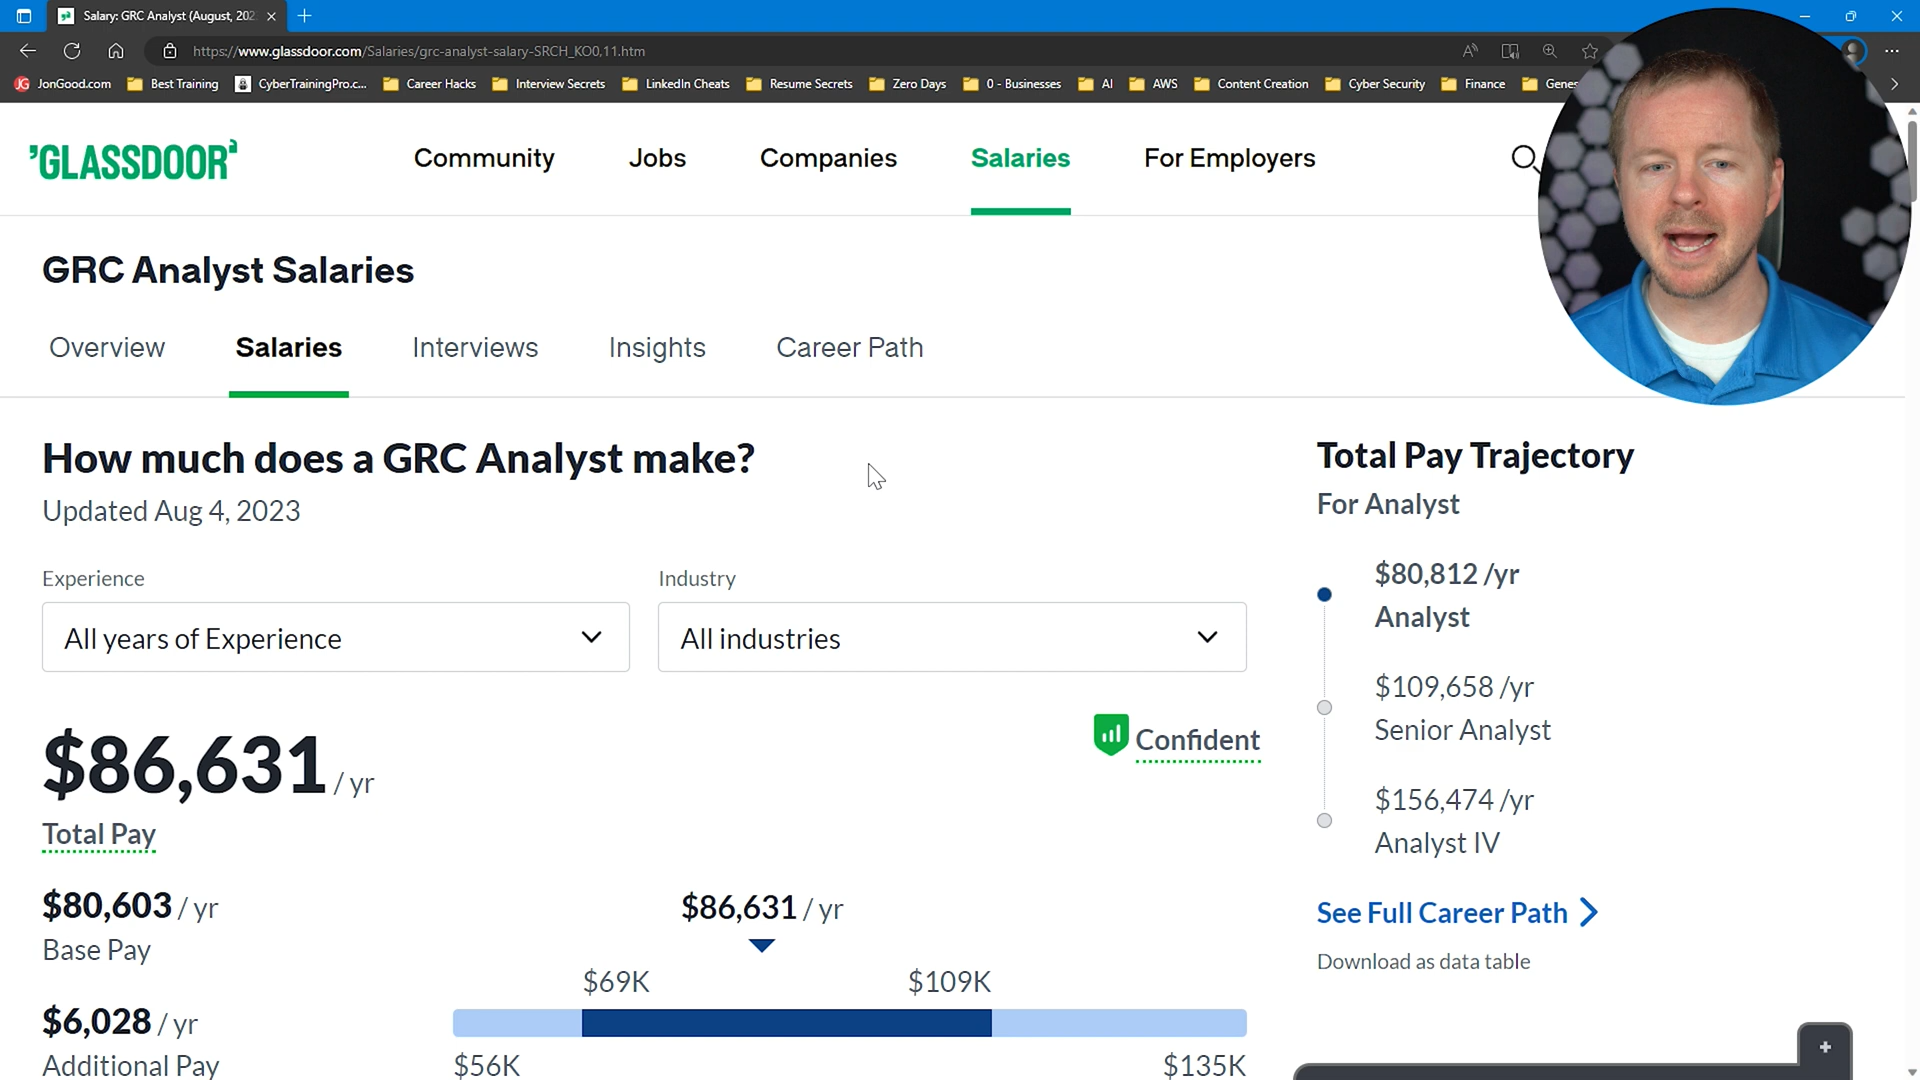 Salary: GRC Analyst (August, 202
https://www.glassdoor.com/Salaries/grc-analyst-salary-SRCH_KO0,11.htm
JonGood.com Best Training CyberTrainingPro.c... Career Hacks Interview Secrets LinkedIn Cheats Resume Secrets Zero Days 0 - Businesses AI AWS Content Creation Cyber Security Finance Genes
GLASSDOOR
Community Jobs Companies Salaries For Employers
GRC Analyst Salaries
Overview Salaries Interviews Insights Career Path
How much does a GRC Analyst make?
Updated Aug 4, 2023
Experience Industry
All years of Experience All industries
$86,631 / yr
Confident
Total Pay
$80,603 / yr
Base Pay
$6,028 / yr
Additional Pay
$86,631 / yr
$69K $109K
$56K $135K
Total Pay Trajectory
For Analyst
$80,812 /yr
Analyst
$109,658 /yr
Senior Analyst
$156,474 /yr
Analyst IV
See Full Career Path
Download as data table